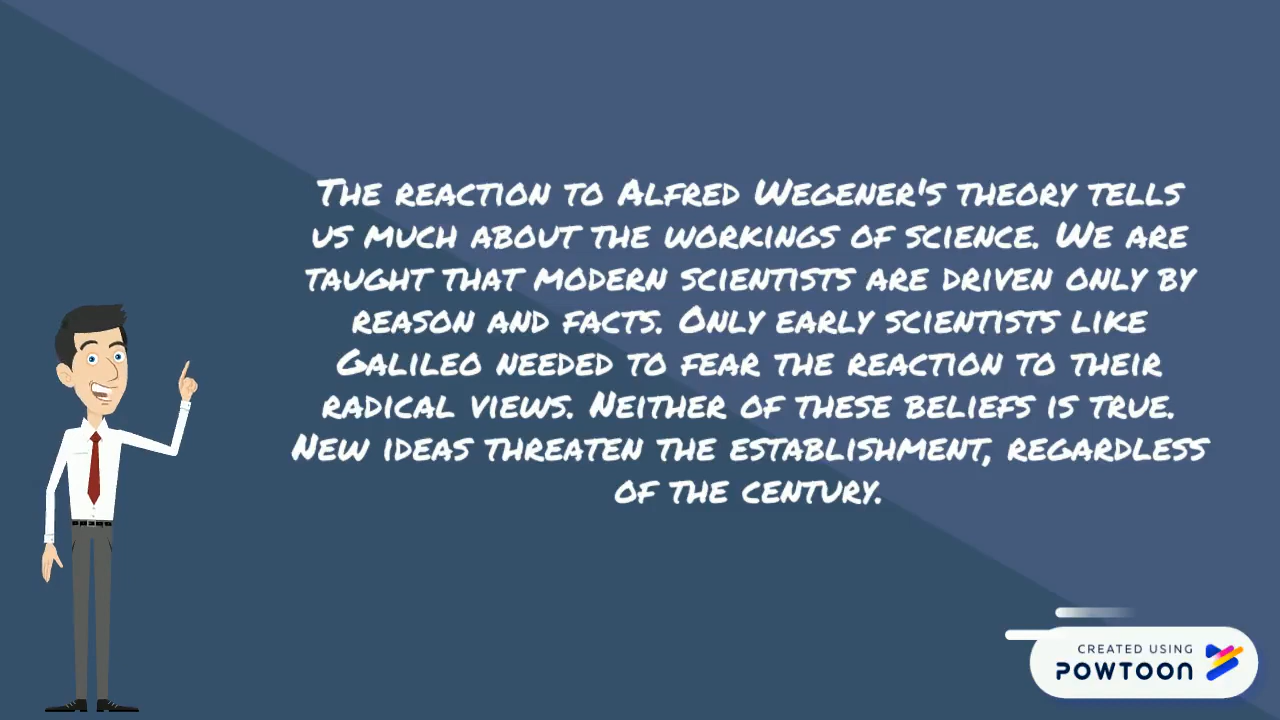 The reaction to Alfred Wegener's theory tells
us much about the workings of science. We are
taught that modern scientists are driven only by
reason and facts. Only early scientists like
Galileo needed to fear the reaction to their
radical views. Neither of these beliefs is true.
New ideas threaten the establishment, regardless
of the century.
CREATED USING
POWTOON